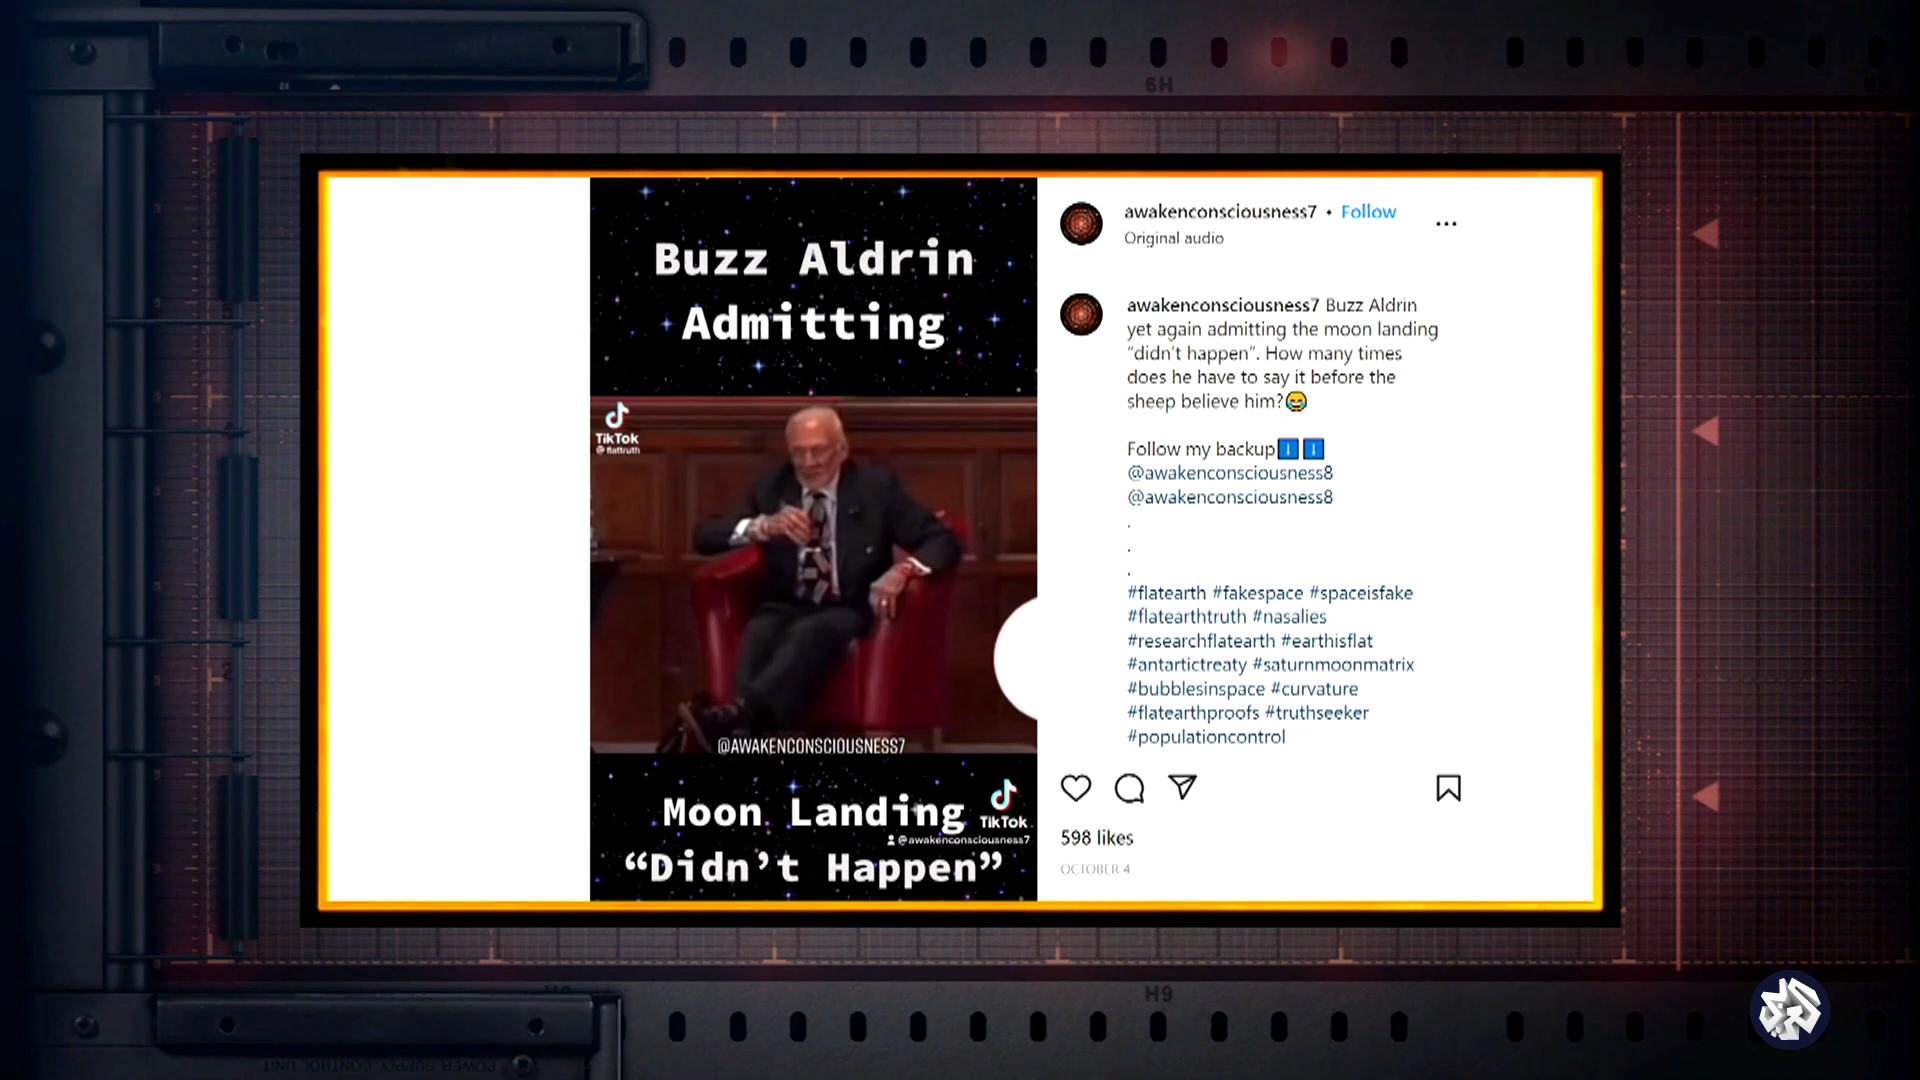 6H
Buzz Aldrin
Admitting
TikTok
@flattruth
@AWAKENCONSCIOUSNESS7
Moon Landing
TikTok
@awakenconsciousness7
“Didn’t Happen”
awakenconsciousness7 • Follow
Original audio
awakenconsciousness7 Buzz Aldrin
yet again admitting the moon landing
“didn’t happen”. How many times
does he have to say it before the
sheep believe him?😂
Follow my backup⬇️⬇️
@awakenconsciousness8
@awakenconsciousness8
.
.
.
#flatearth #fakespace #spaceisfake
#flatearthtruth #nasalies
#researchflatearth #earthisflat
#antartictreaty #saturnmoonmatrix
#bubblesinspace #curvature
#flatearthproofs #truthseeker
#populationcontrol
598 likes
OCTOBER 4
H6